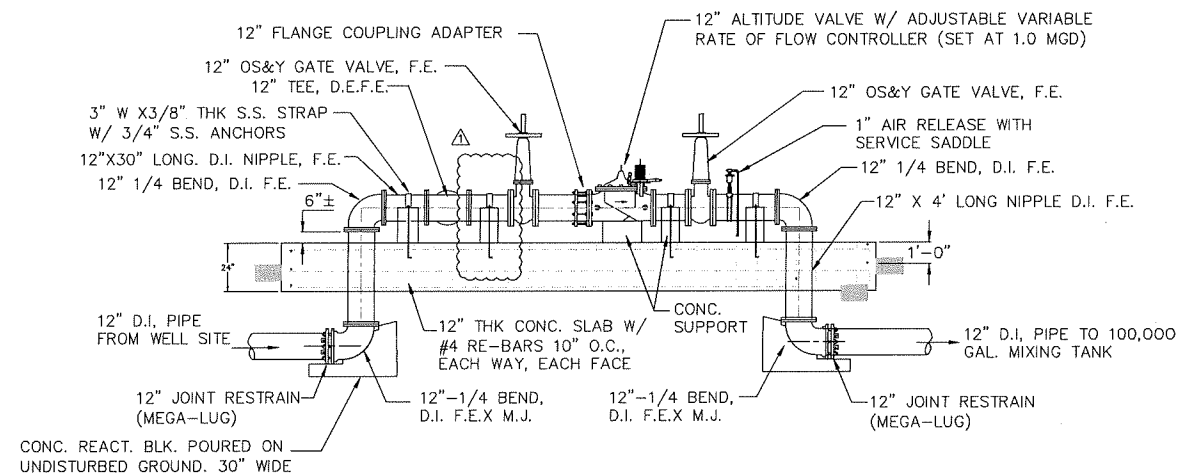 12" ALTITUDE VALVE W/ ADJUSTABLE VARIABLE
RATE OF FLOW CONTROLLER (SET AT 1.0 MGD)
12" FLANGE COUPLING ADAPTER
12" OS&Y GATE VALVE, F.E.
12" TEE, D.E.F.E.
3" W X3/8" THK S.S. STRAP
W/ 3/4" S.S. ANCHORS
12"X30" LONG. D.I. NIPPLE, F.E.
12" 1/4 BEND, D.I. F.E.
1
12" OS&Y GATE VALVE, F.E.
1" AIR RELEASE WITH
SERVICE SADDLE
12" 1/4 BEND, D.I. F.E.
12" X 4' LONG NIPPLE D.I. F.E.
6"±
24"
1'-0"
12" D.I, PIPE
FROM WELL SITE
12" THK CONC. SLAB W/
#4 RE-BARS 10" O.C.,
EACH WAY, EACH FACE
CONC.
SUPPORT
12" D.I, PIPE TO 100,000
GAL. MIXING TANK
12" JOINT RESTRAIN
(MEGA-LUG)
12"-1/4 BEND,
D.I. F.E.X M.J.
12"-1/4 BEND,
D.I. F.E.X M.J.
12" JOINT RESTRAIN
(MEGA-LUG)
CONC. REACT. BLK. POURED ON
UNDISTURBED GROUND. 30" WIDE